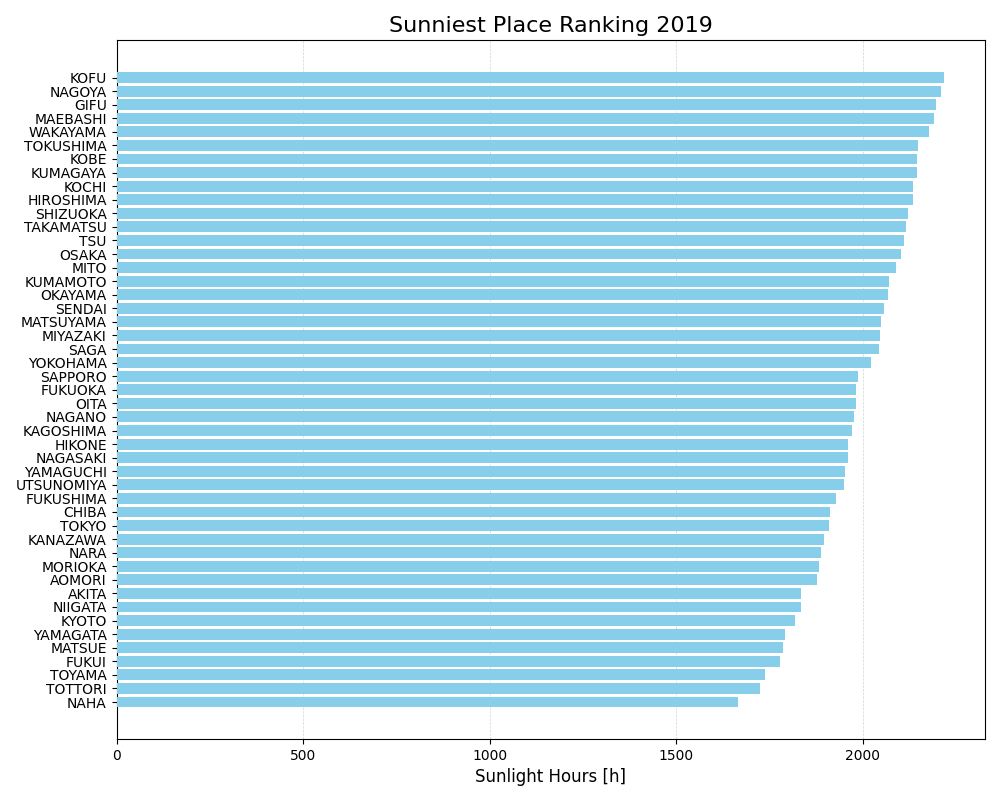 Sunniest Place Ranking 2019
KOFU
NAGOYA
GIFU
MAEBASHI
WAKAYAMA
TOKUSHIMA
KOBE
KUMAGAYA
KOCHI
HIROSHIMA
SHIZUOKA
TAKAMATSU
TSU
OSAKA
MITO
KUMAMOTO
OKAYAMA
SENDAI
MATSUYAMA
MIYAZAKI
SAGA
YOKOHAMA
SAPPORO
FUKUOKA
OITA
NAGANO
KAGOSHIMA
HIKONE
NAGASAKI
YAMAGUCHI
UTSUNOMIYA
FUKUSHIMA
CHIBA
TOKYO
KANAZAWA
NARA
MORIOKA
AOMORI
AKITA
NIIGATA
KYOTO
YAMAGATA
MATSUE
FUKUI
TOYAMA
TOTTORI
NAHA
0 500 1000 1500 2000
Sunlight Hours [h]